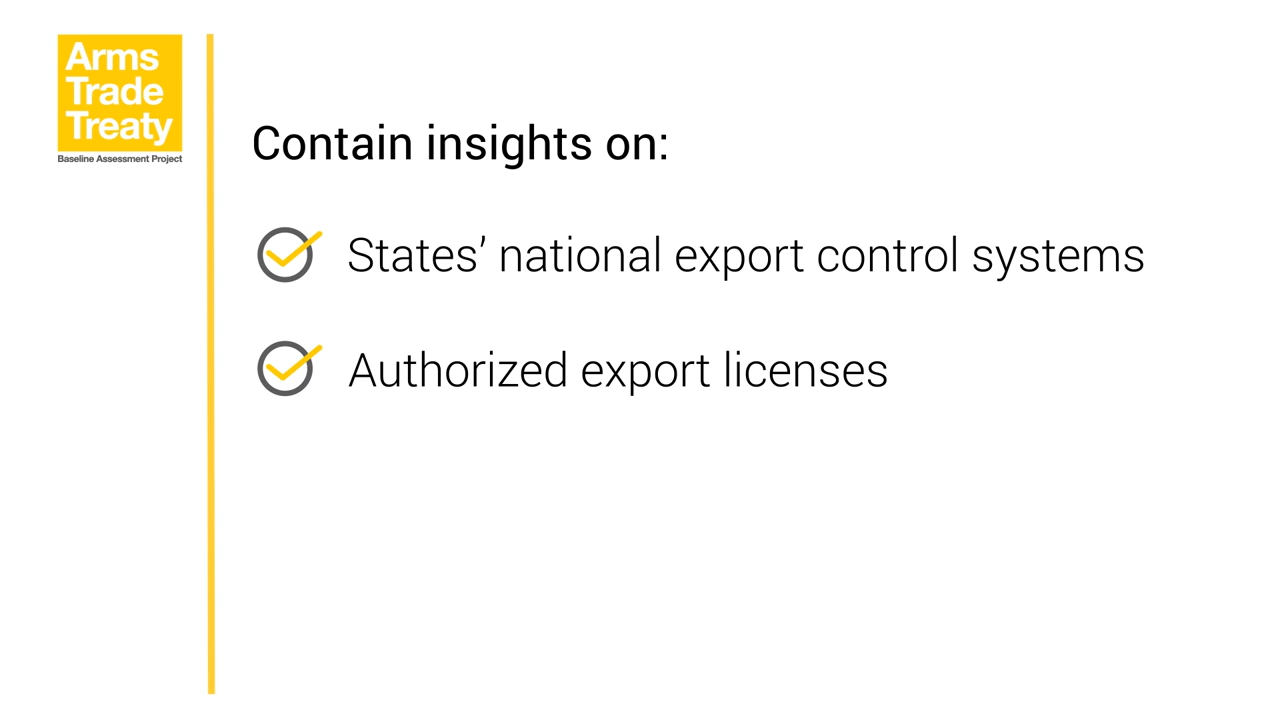 Arms
Trade
Treaty
Baseline Assessment Project
Contain insights on:
States’ national export control systems
Authorized export licenses